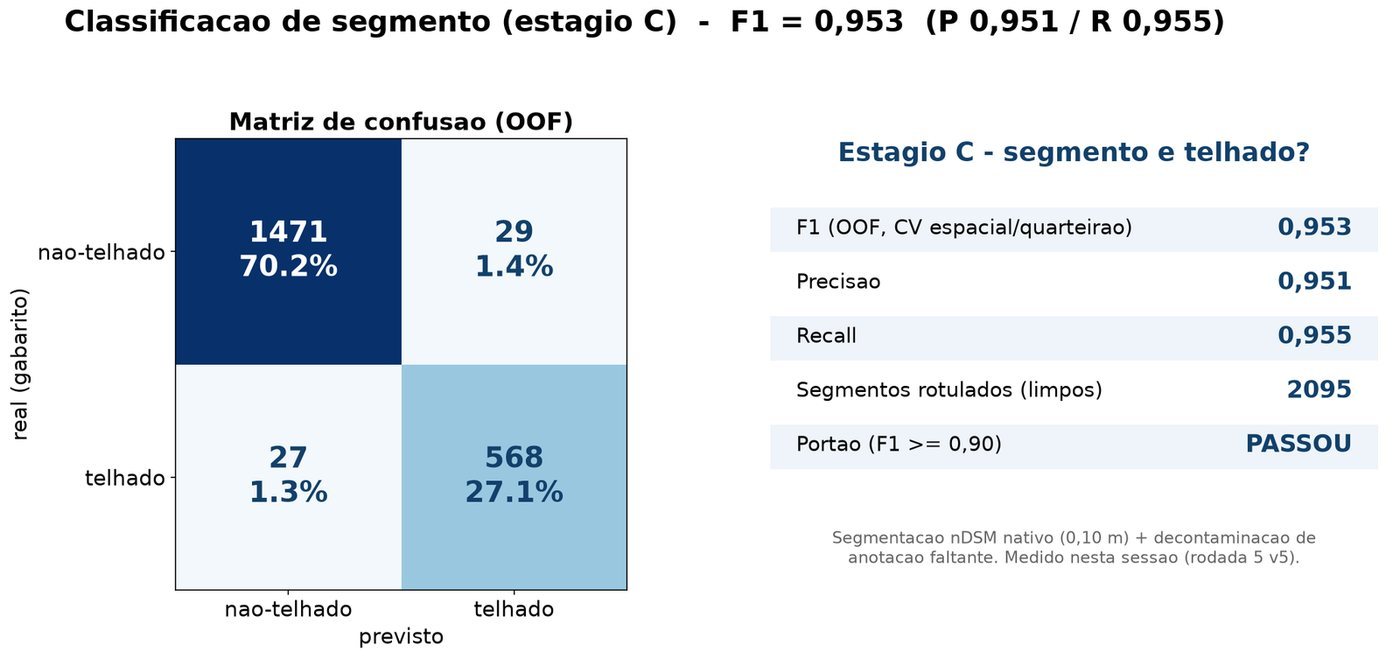 Classificacao de segmento (estagio C) - F1 = 0,953 (P 0,951 / R 0,955)
Matriz de confusao (OOF)
real (gabarito)
nao-telhado
1471
70.2%
29
1.4%
telhado
27
1.3%
568
27.1%
nao-telhado
telhado
previsto
Estagio C - segmento e telhado?
F1 (OOF, CV espacial/quarteirao) 0,953
Precisao 0,951
Recall 0,955
Segmentos rotulados (limpos) 2095
Portao (F1 >= 0,90) PASSOU
Segmentacao nDSM nativo (0,10 m) + decontaminacao de
anotacao faltante. Medido nesta sessao (rodada 5 v5).